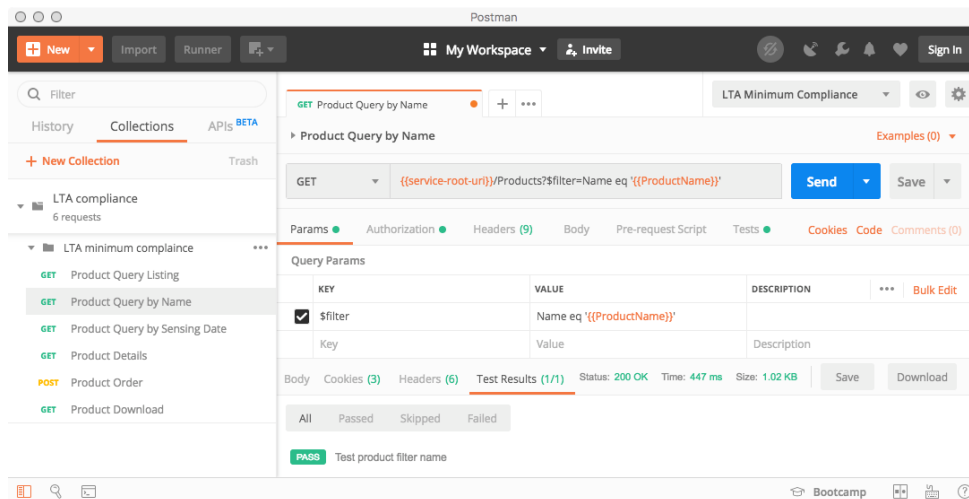 Postman
New Import Runner My Workspace Invite Sign In
Filter
History Collections APIs BETA
+ New Collection Trash
LTA compliance
6 requests
LTA minimum complaince
GET Product Query Listing
GET Product Query by Name
GET Product Query by Sensing Date
GET Product Details
POST Product Order
GET Product Download
GET Product Query by Name
LTA Minimum Compliance
Product Query by Name Examples (0)
GET {{service-root-uri}}/Products?$filter=Name eq '{{ProductName}}' Send Save
Params Authorization Headers (9) Body Pre-request Script Tests Cookies Code Comments (0)
Query Params
KEY VALUE DESCRIPTION Bulk Edit
$filter Name eq '{{ProductName}}'
Key Value Description
Body Cookies (3) Headers (6) Test Results (1/1) Status: 200 OK Time: 447 ms Size: 1.02 KB Save Download
All Passed Skipped Failed
PASS Test product filter name
Bootcamp